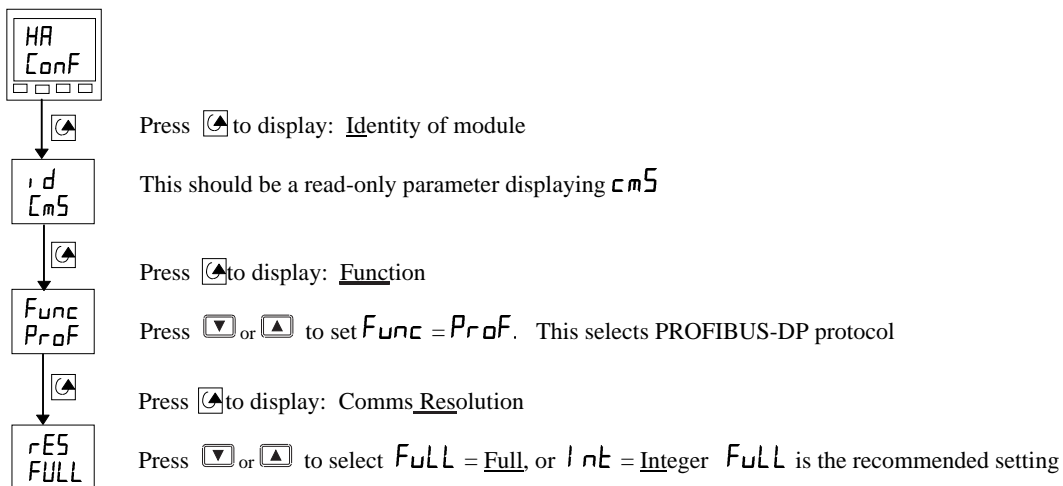 HA
ConF
Press to display: Identity of module
id
CmS
This should be a read-only parameter displaying cmS
Press to display: Function
Func
ProF
Press or to set Func = ProF. This selects PROFIBUS-DP protocol
Press to display: Comms Resolution
rES
FULL
Press or to select FuLL = Full, or Int = Integer FuLL is the recommended setting